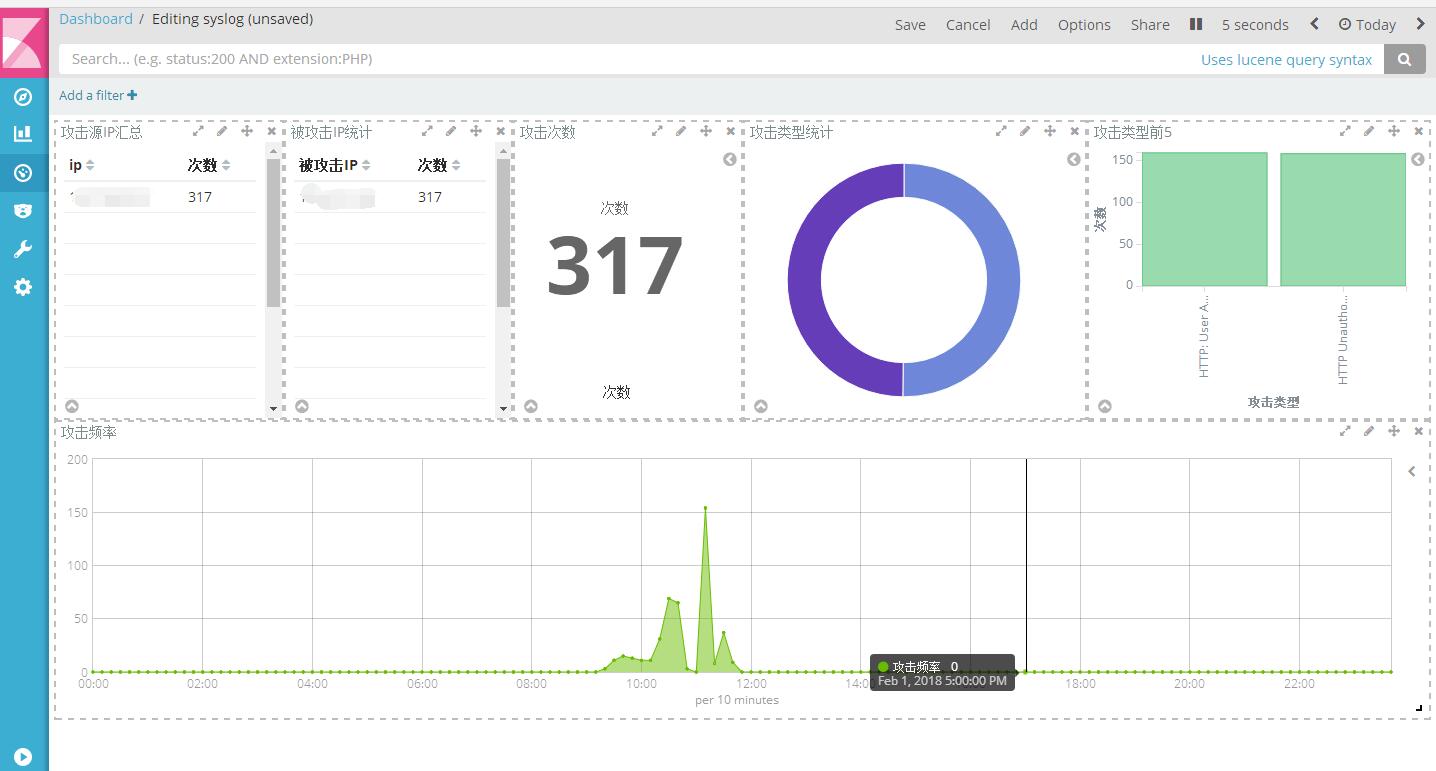 Dashboard / Editing syslog (unsaved)
Save Cancel Add Options Share 5 seconds Today
Search... (e.g. status:200 AND extension:PHP) Uses lucene query syntax
Add a filter
攻击源IP汇总
ip 次数
317
被攻击IP统计
被攻击IP 次数
317
攻击次数
次数
317
次数
攻击类型统计
攻击类型前5
150
100
50
0
次数
HTTP: User A...
HTTP Unautho...
攻击类型
攻击频率
200
150
100
50
0
00:00 02:00 04:00 06:00 08:00 10:00 12:00 14:00 18:00 20:00 22:00
per 10 minutes
攻击频率 0
Feb 1, 2018 5:00:00 PM